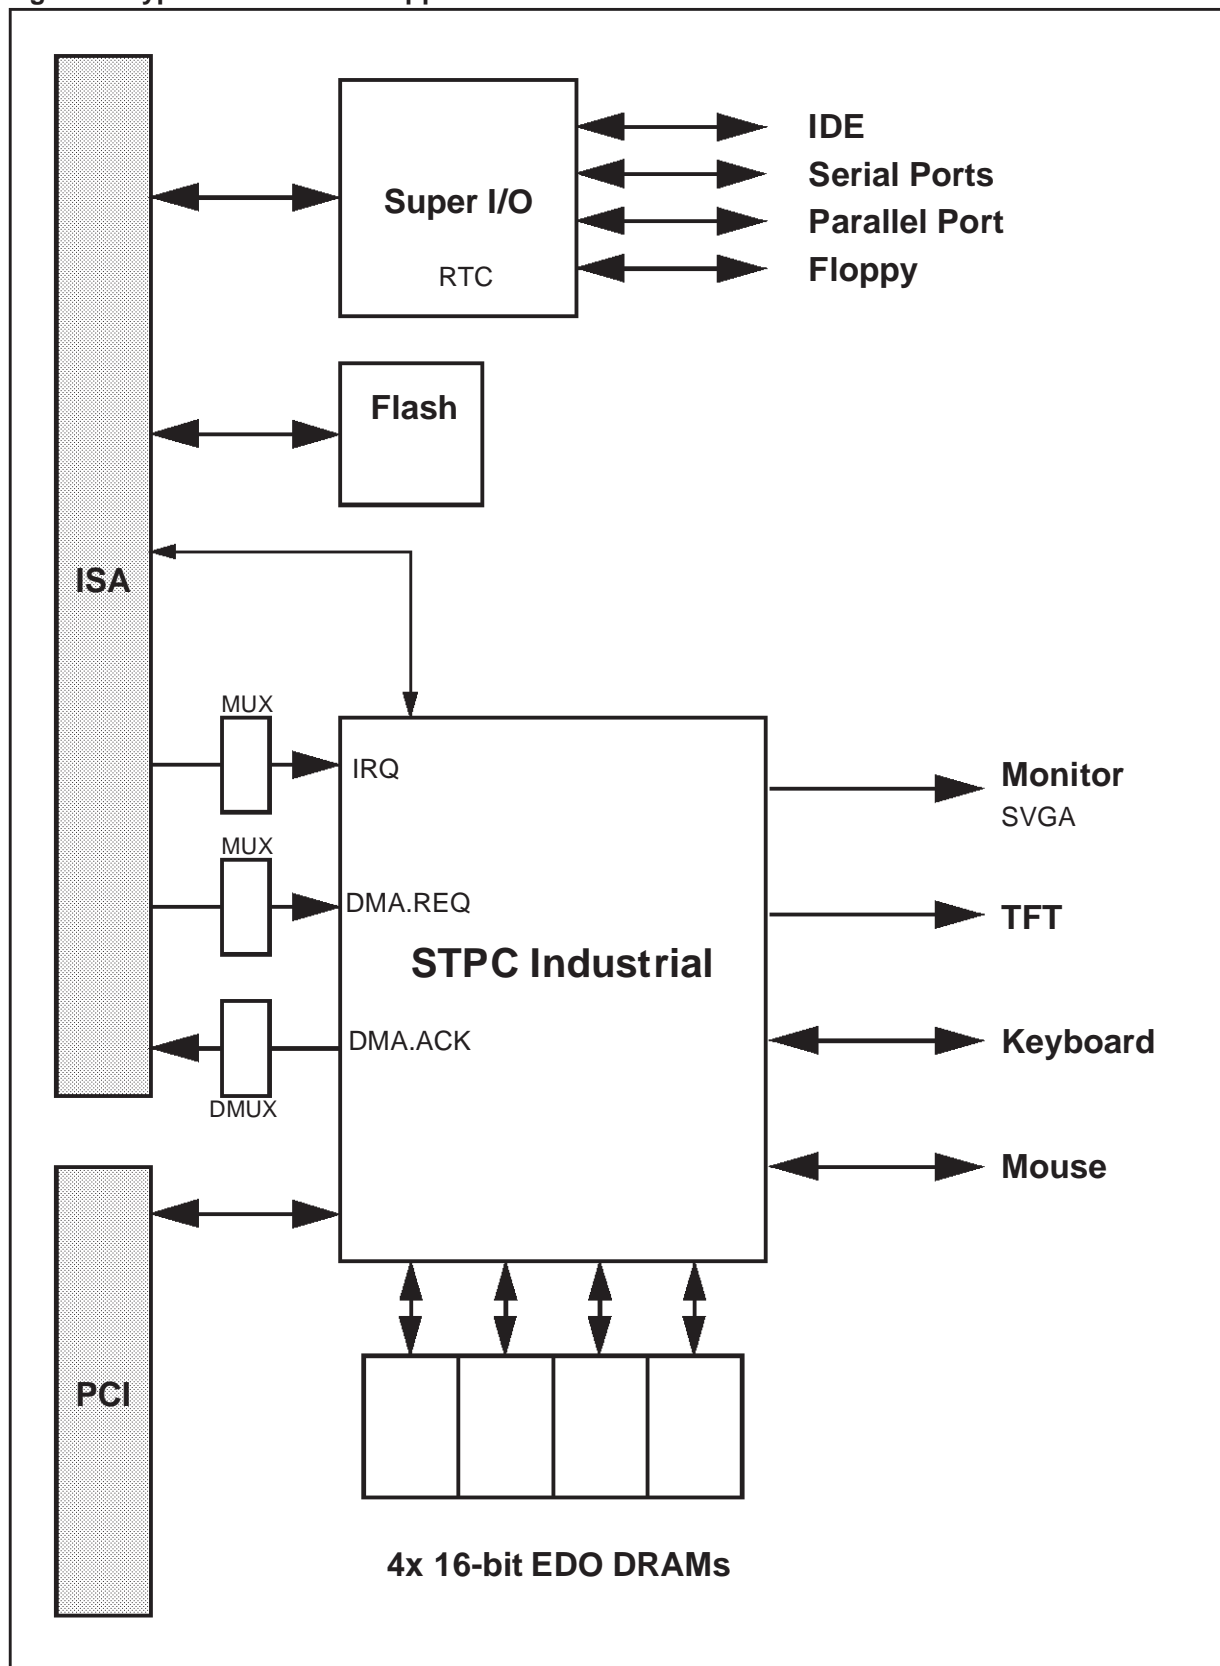 IDE
Serial Ports
Super I/O
Parallel Port
RTC
Floppy
Flash
ISA
MUX
IRQ
Monitor
SVGA
MUX
DMA.REQ
TFT
STPC Industrial
DMA.ACK
Keyboard
DMUX
Mouse
PCI
4x 16-bit EDO DRAMs